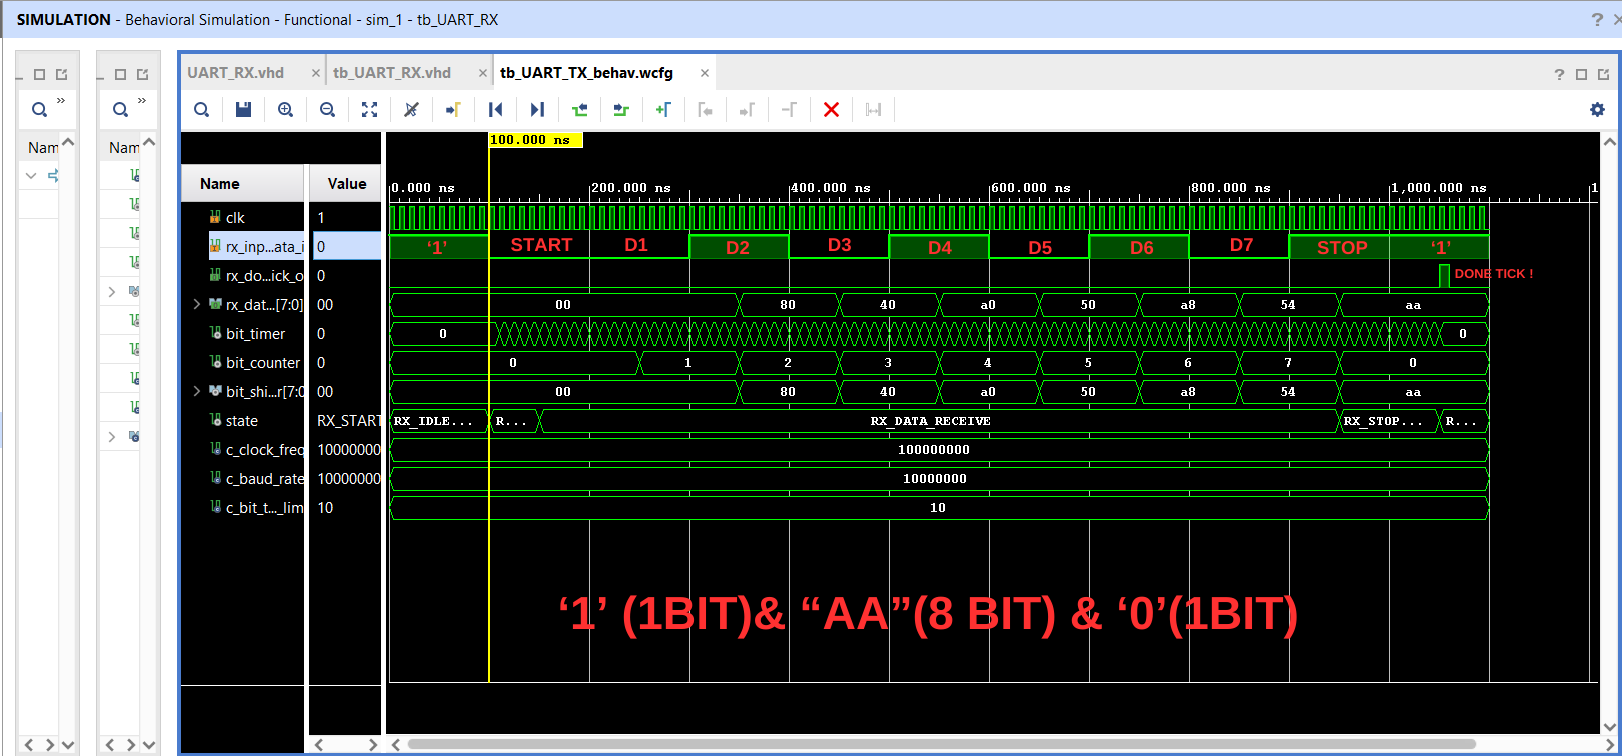 SIMULATION - Behavioral Simulation - Functional - sim_1 - tb_UART_RX
UART_RX.vhd
tb_UART_RX.vhd
tb_UART_TX_behav.wcfg
Nam
Nam
100.000 ns
Name
Value
0.000 ns
200.000 ns
400.000 ns
600.000 ns
800.000 ns
1,000.000 ns
1
clk
1
rx_inp...ata_i
0
‘1’
START
D1
D2
D3
D4
D5
D6
D7
STOP
‘1’
rx_do...ick_o
0
DONE TICK !
rx_dat...[7:0]
00
00
80
40
a0
50
a8
54
aa
bit_timer
0
0
0
bit_counter
0
0
1
2
3
4
5
6
7
0
bit_shi...r[7:0
00
00
80
40
a0
50
a8
54
aa
state
RX_START
RX_IDLE...
R...
RX_DATA_RECEIVE
RX_STOP...
R...
c_clock_freq
10000000
100000000
c_baud_rate
10000000
10000000
c_bit_t..._lim
10
10
‘1’ (1BIT)& “AA”(8 BIT) & ‘0’(1BIT)